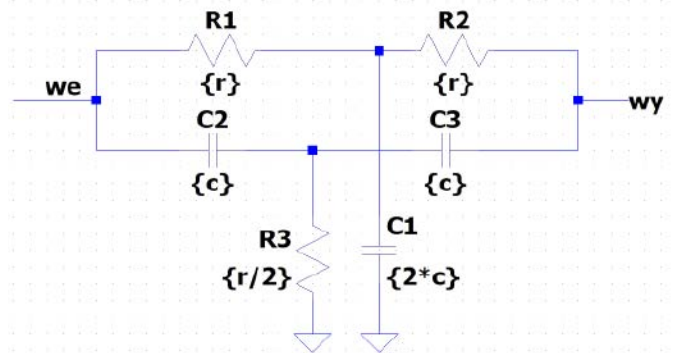 R1 R2
{r} {r}
we
wy
C2 C3
{c} {c}
R3 C1
{r/2} {2*c}